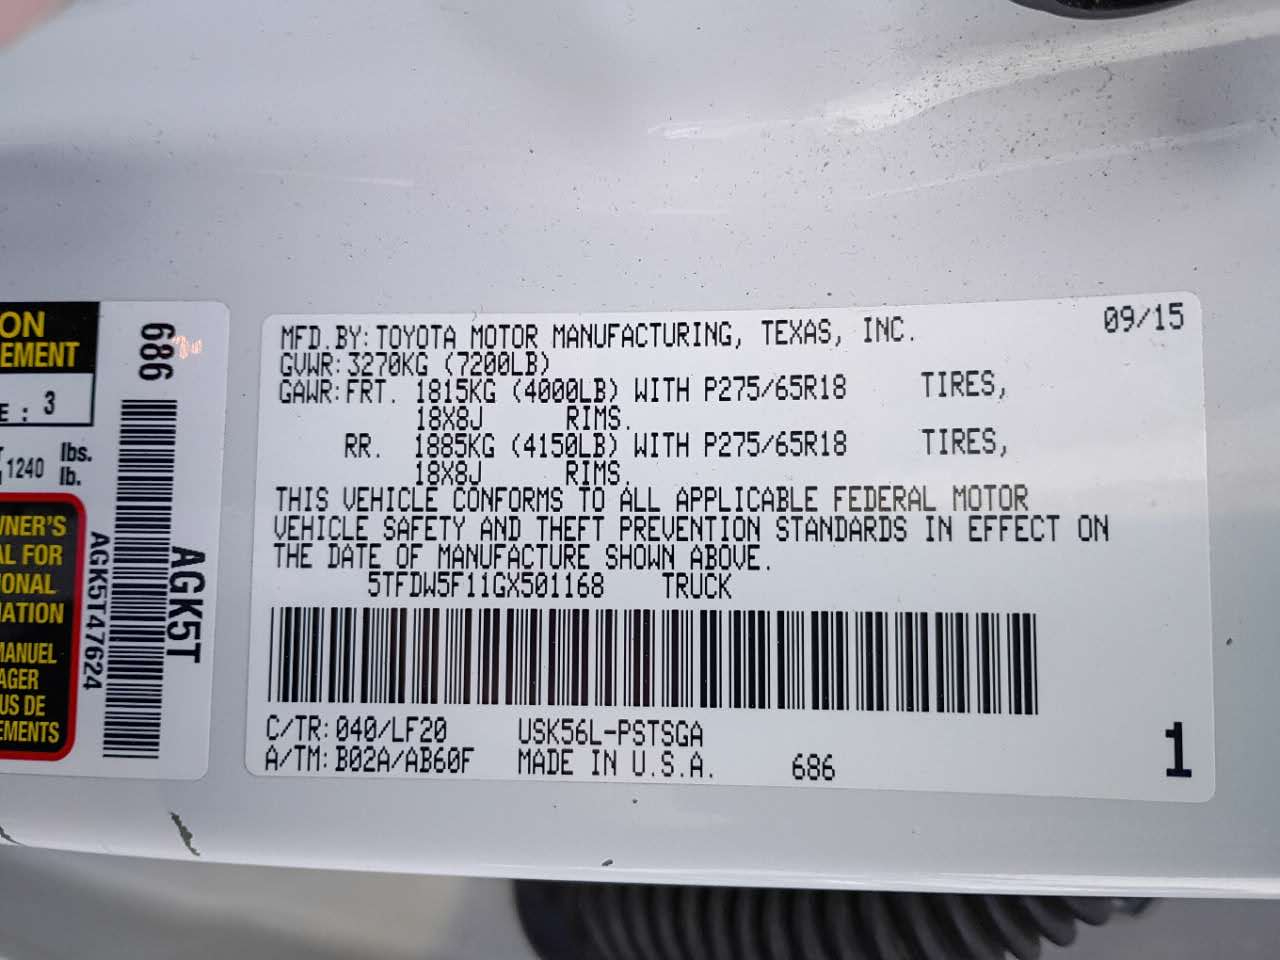 ON
EMENT
E : 3
1240 lbs.
lb.
WNER'S
AL FOR
IONAL
MATION
MANUEL
AGER
US DE
EMENTS
686
AGK5T
AGK5T47624
MFD.BY: TOYOTA MOTOR MANUFACTURING, TEXAS, INC. 09/15
GVWR: 3270KG (7200LB)
GAWR: FRT. 1815KG (4000LB) WITH P275/65R18 TIRES,
18X8J RIMS.
RR. 1885KG (4150LB) WITH P275/65R18 TIRES,
18X8J RIMS.
THIS VEHICLE CONFORMS TO ALL APPLICABLE FEDERAL MOTOR
VEHICLE SAFETY AND THEFT PREVENTION STANDARDS IN EFFECT ON
THE DATE OF MANUFACTURE SHOWN ABOVE.
5TFDW5F11GX501168 TRUCK
C/TR: 040/LF20 USK56L-PSTSGA
A/TM: B02A/AB60F MADE IN U.S.A. 686
1